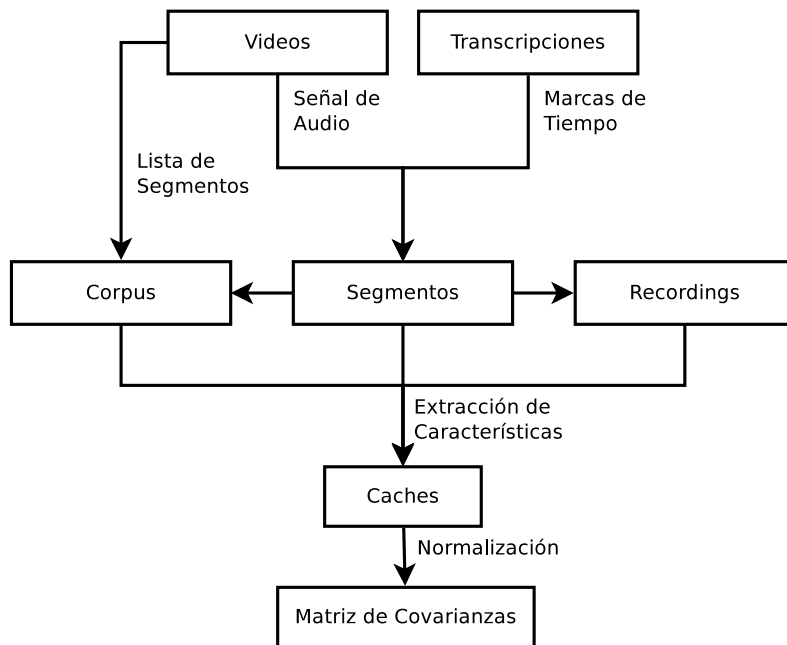 Videos
Transcripciones
Señal de
Audio
Marcas de
Tiempo
Lista de
Segmentos
Corpus
Segmentos
Recordings
Extracción de
Características
Caches
Normalización
Matriz de Covarianzas